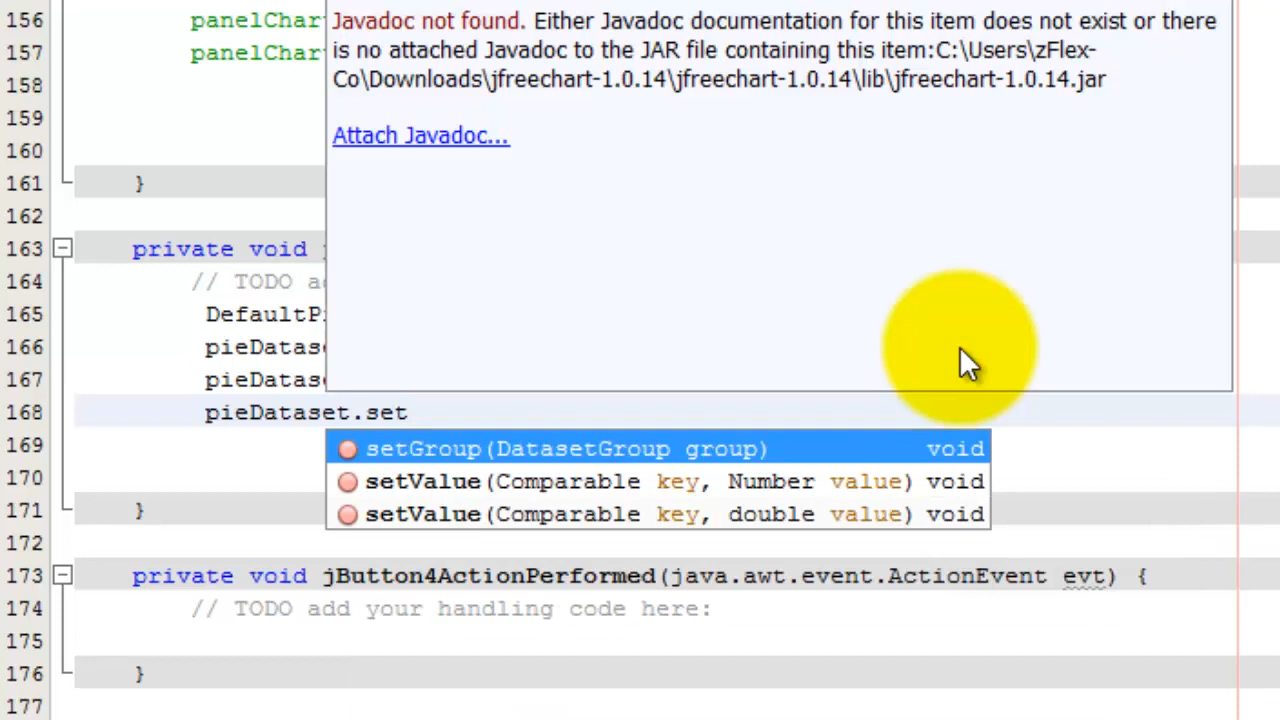 156 panelChar
157 panelChar
158
159
160
161 }
162
163 private void
164 // TODO a
165 DefaultPi
166 pieDatase
167 pieDatase
168 pieDataset.set
169
170
171 }
172
173 private void jButton4ActionPerformed(java.awt.event.ActionEvent evt) {
174 // TODO add your handling code here:
175
176 }
177
Javadoc not found. Either Javadoc documentation for this item does not exist or there
is no attached Javadoc to the JAR file containing this item:C:\Users\zFlex-
Co\Downloads\jfreechart-1.0.14\jfreechart-1.0.14\lib\jfreechart-1.0.14.jar
Attach Javadoc...
setGroup(DatasetGroup group) void
setValue(Comparable key, Number value) void
setValue(Comparable key, double value) void